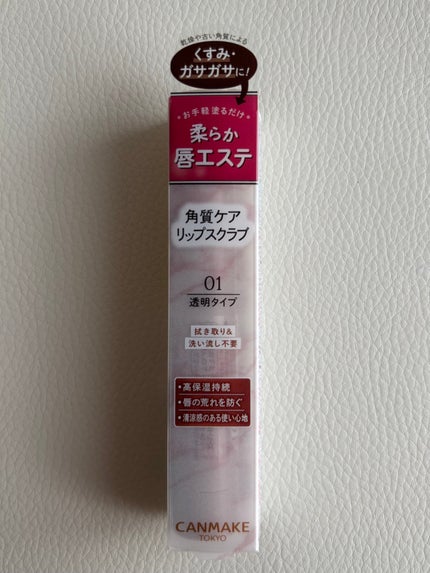 乾燥や古い角質による
くすみ・
ガサガサに!
*お手軽塗るだけ*
柔らか
唇エステ
角質ケア
リップスクラブ
01
透明タイプ
拭き取り&
洗い流し不要
・高保湿持続
・唇の荒れを防ぐ
・清涼感のある使い心地
CANMAKE
TOKYO